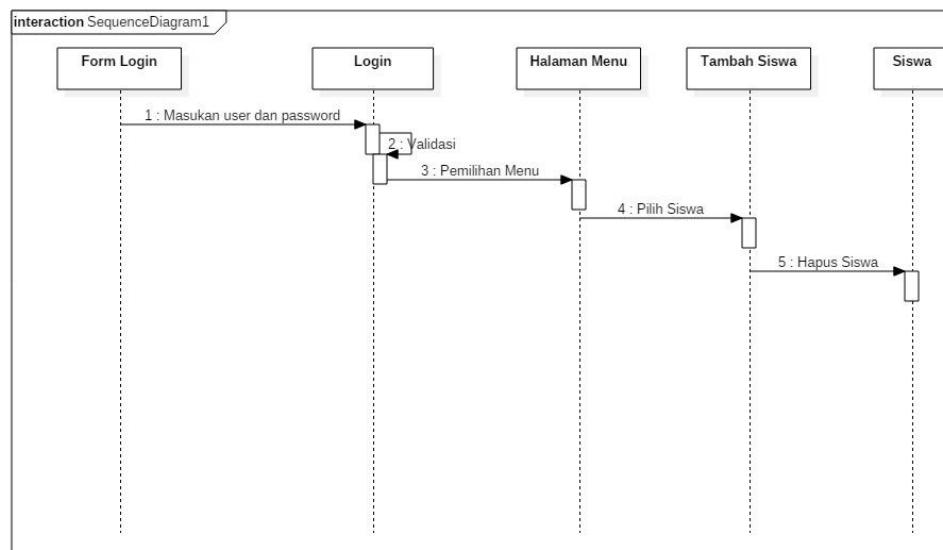 interaction SequenceDiagram1
Form Login
Login
Halaman Menu
Tambah Siswa
Siswa
1 : Masukan user dan password
2 : Validasi
3 : Pemilihan Menu
4 : Pilih Siswa
5 : Hapus Siswa